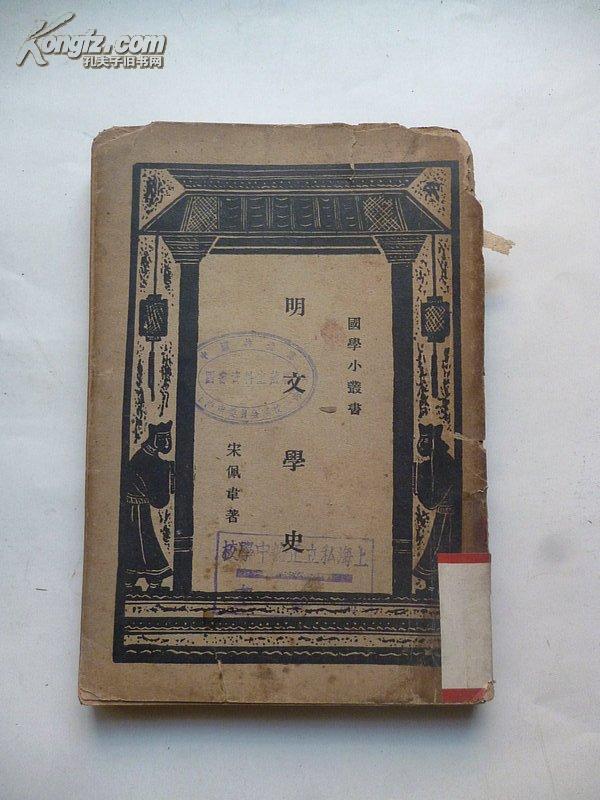 Kongfz.com
孔夫子旧书网
國學小叢書
明文學史
宋佩韋著
上海私立
中學校